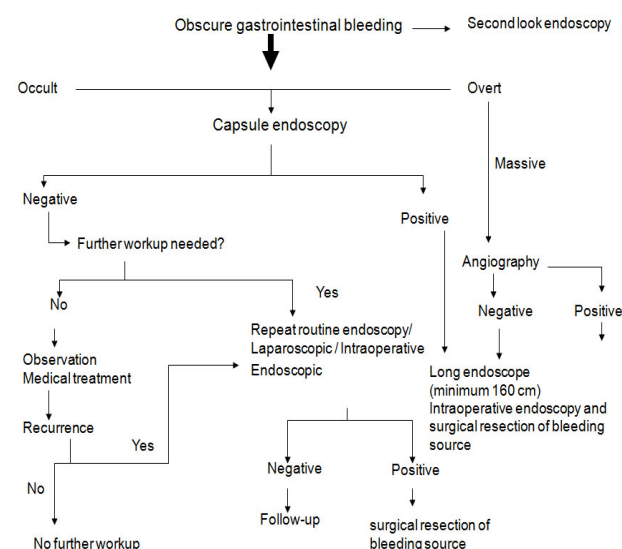 Obscure gastrointestinal bleeding
Second look endoscopy
Occult
Overt
Capsule endoscopy
Massive
Negative
Positive
Further workup needed?
Angiography
No
Yes
Negative
Positive
Repeat routine endoscopy/
Laparoscopic / Intraoperative
Endoscopic
Observation
Medical treatment
Long endoscope
(minimum 160 cm)
Intraoperative endoscopy and
surgical resection of bleeding
source
Recurrence
Yes
No
Negative
Positive
Follow-up
surgical resection of
bleeding source
No further workup